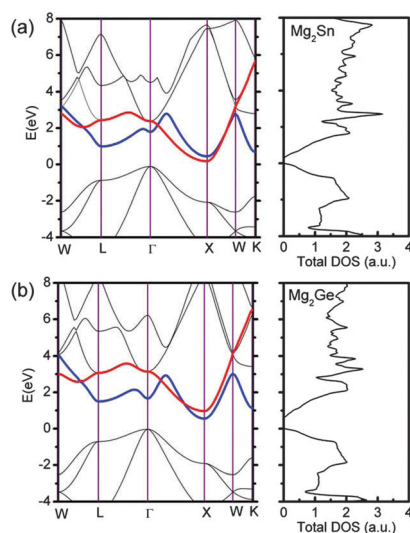 (a)
Mg₂Sn
8
6
4
2
0
-2
-4
E(eV)
W L Γ X W K
0 1 2 3 4
Total DOS (a.u.)
(b)
Mg₂Ge
8
6
4
2
0
-2
-4
E(eV)
W L Γ X W K
0 1 2 3 4
Total DOS (a.u.)